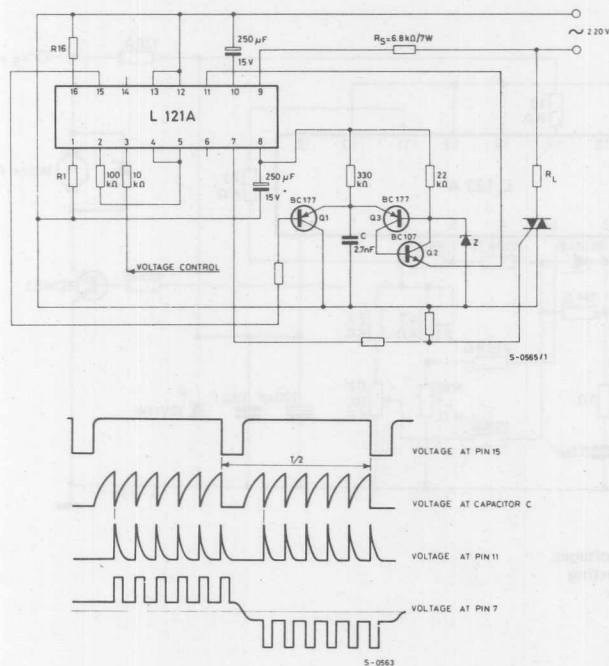 250 µF
15 V
R16
RS=6.8kΩ/7W
~ 220V
16 15 14 13 12 11 10 9
L 121A
1 2 3 4 5 6 7 8
R1
100 kΩ
10 kΩ
250 µF
15 V
330 kΩ
22 kΩ
RL
BC177
BC177
Q1
Q3
BC107
Q2
C
2.7nF
Z
VOLTAGE CONTROL
S-0565/1
T/2
VOLTAGE AT PIN 15
VOLTAGE AT CAPACITOR C
VOLTAGE AT PIN 11
VOLTAGE AT PIN 7
S-0563